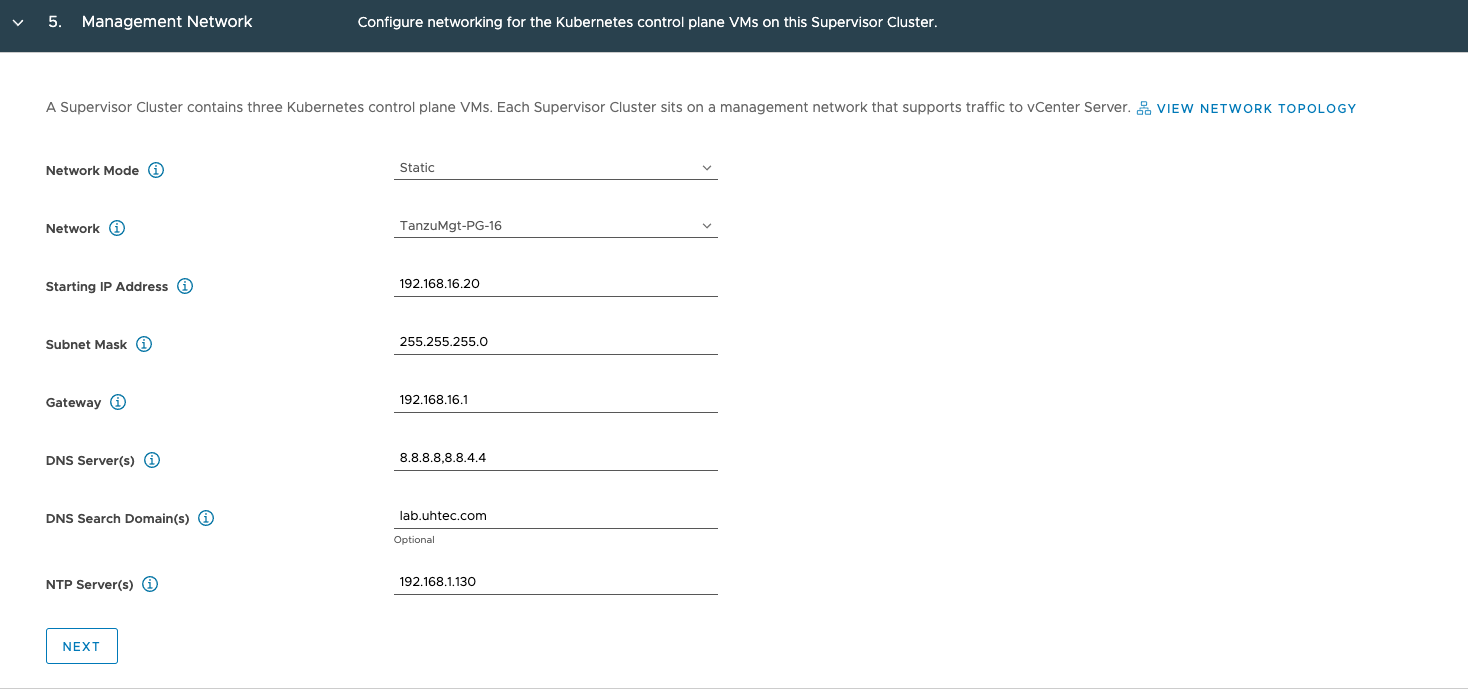 5. Management Network Configure networking for the Kubernetes control plane VMs on this Supervisor Cluster.
A Supervisor Cluster contains three Kubernetes control plane VMs. Each Supervisor Cluster sits on a management network that supports traffic to vCenter Server. VIEW NETWORK TOPOLOGY
Network Mode Static
Network TanzuMgt-PG-16
Starting IP Address 192.168.16.20
Subnet Mask 255.255.255.0
Gateway 192.168.16.1
DNS Server(s) 8.8.8.8,8.8.4.4
DNS Search Domain(s) lab.uhtec.com
Optional
NTP Server(s) 192.168.1.130
NEXT